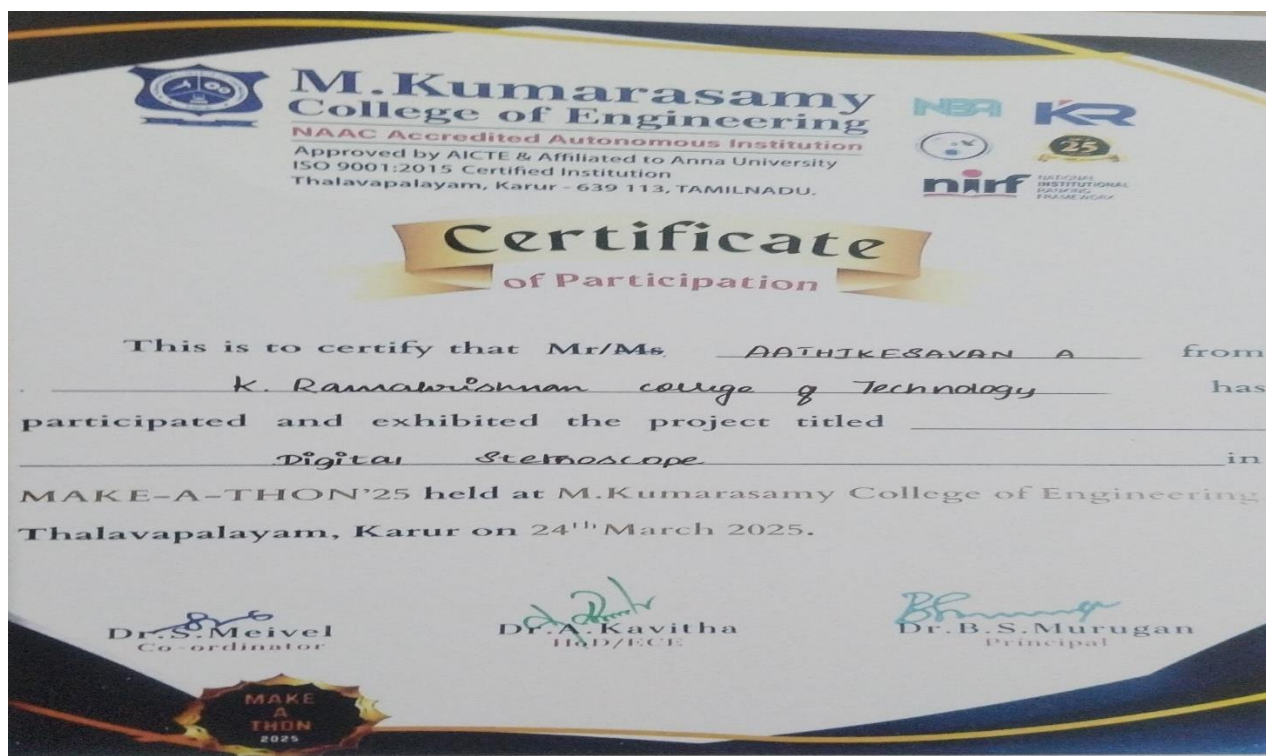 M.Kumarasamy
College of Engineering
NAAC Accredited Autonomous Institution
Approved by AICTE & Affiliated to Anna University
ISO 9001:2015 Certified Institution
Thalavapalayam, Karur - 639 113, TAMILNADU.
NBA KR
25
nirf NATIONAL INSTITUTIONAL RANKING FRAMEWORK
Certificate
of Participation
This is to certify that Mr/Ms. AATHIKESAVAN A from
K. Ramakrishnan college of Technology has
participated and exhibited the project titled
Digital Stethoscope in
MAKE-A-THON'25 held at M.Kumarasamy College of Engineering
Thalavapalayam, Karur on 24th March 2025.
Dr.S.Meivel Dr.A.Kavitha Dr.B.S.Murugan
Co-ordinator HoD/ECE Principal
MAKE
A
THON
2025